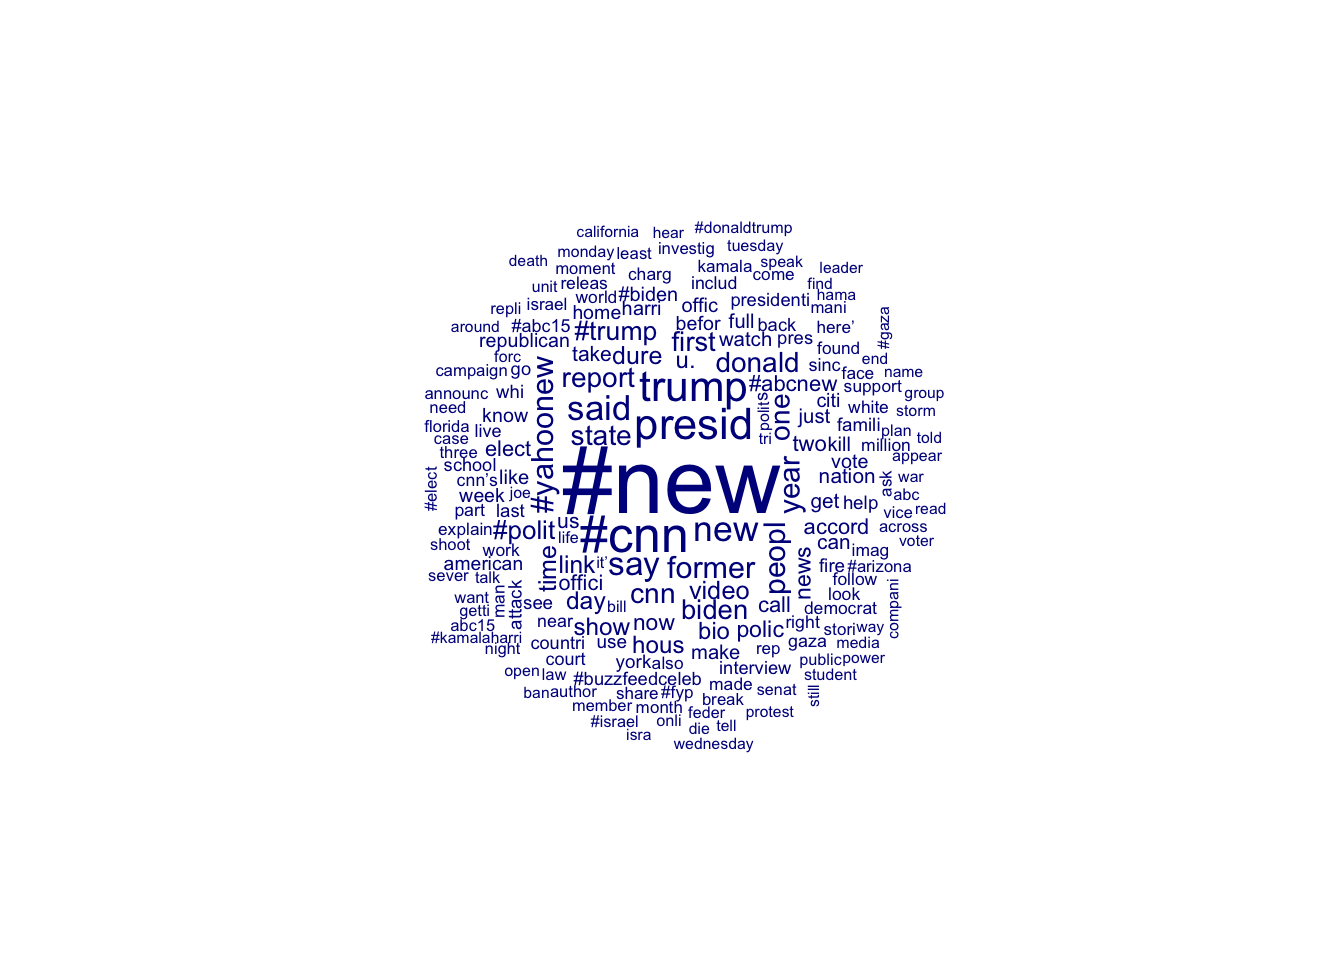 california hear #donaldtrump
monday least investig tuesday
death moment charg kamala speak come leader
unit releas includ find
repli israel world #biden offic presidenti hama mani
home harri
around #abc15 #trump befor full back here’ #gaza
republican first watch pres
forc take dure u. donald found end
campaign go report trump #abcnew sinc face name
announc whi #yahoonew said presid polit s one citi support group
need know just white storm
florida live state tri famili plan told
case elect twokill million appear
three school #new year vote
cnn’s like nation ask war
#elect week joe get help abc
part last us #cnn new vice read
explain #polit life accord across
shoot work can imag voter
american time link it’ say former peopl news fire #arizona
sever talk offici follow
want man attack see day bill cnn video biden call look compani
getti democrat
abc15 near show now bio polic right stori way
#kamalaharri night countri use hous make rep gaza media
court york also interview public power
open law #buzzfeedceleb made student
ban author share #fyp break senat still
member month feder protest
#israel onli die tell
isra wednesday